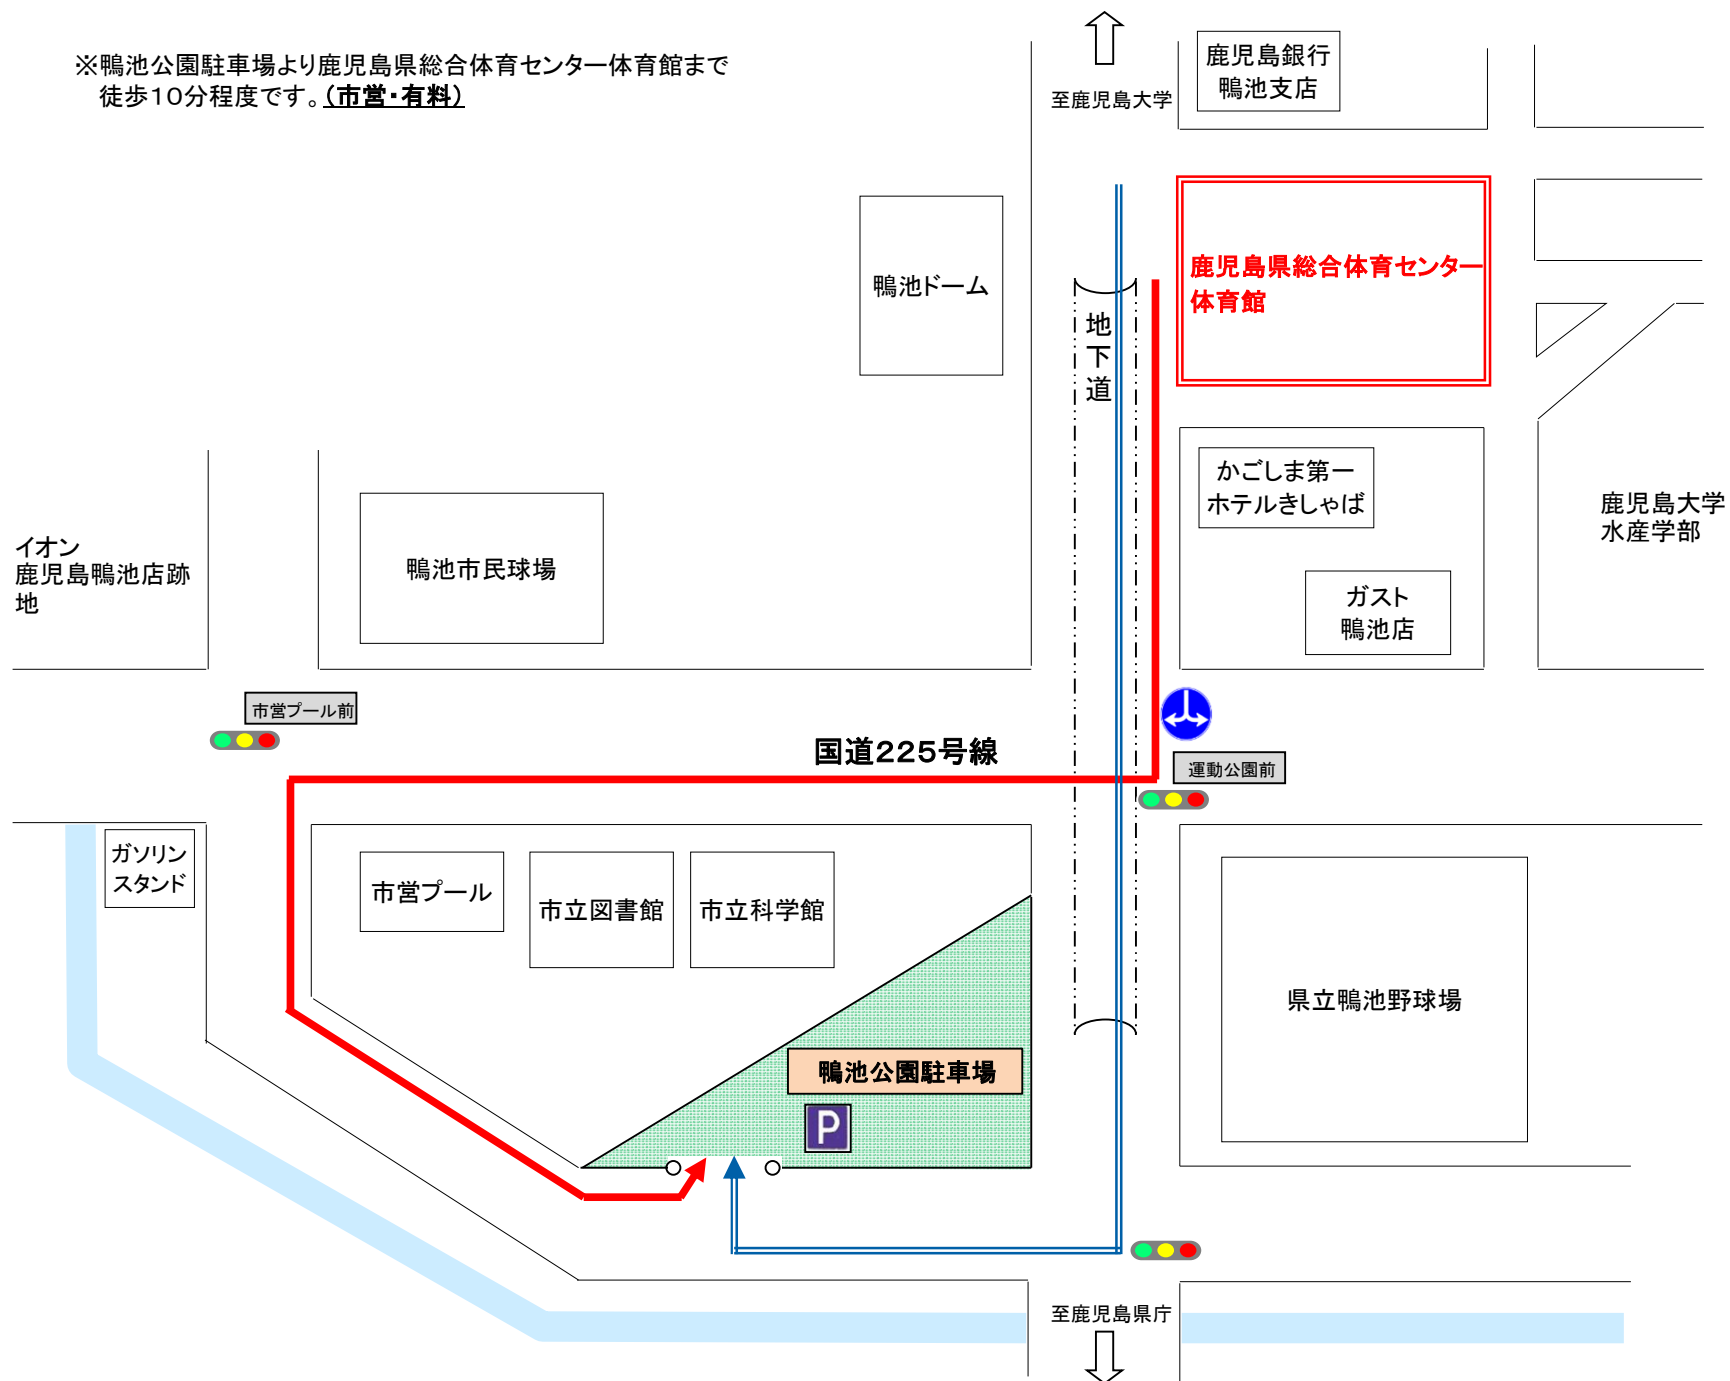 ※鴨池公園駐車場より鹿児島県総合体育センター体育館まで
徒歩10分程度です。(市営・有料)
至鹿児島大学
鹿児島銀行
鴨池支店
鴨池ドーム
地下道
鹿児島県総合体育センター
体育館
かごしま第一
ホテルきしゃば
鹿児島大学
水産学部
イオン
鹿児島鴨池店跡
地
鴨池市民球場
ガスト
鴨池店
市営プール前
国道225号線
運動公園前
ガソリン
スタンド
市営プール
市立図書館
市立科学館
県立鴨池野球場
鴨池公園駐車場
P
至鹿児島県庁